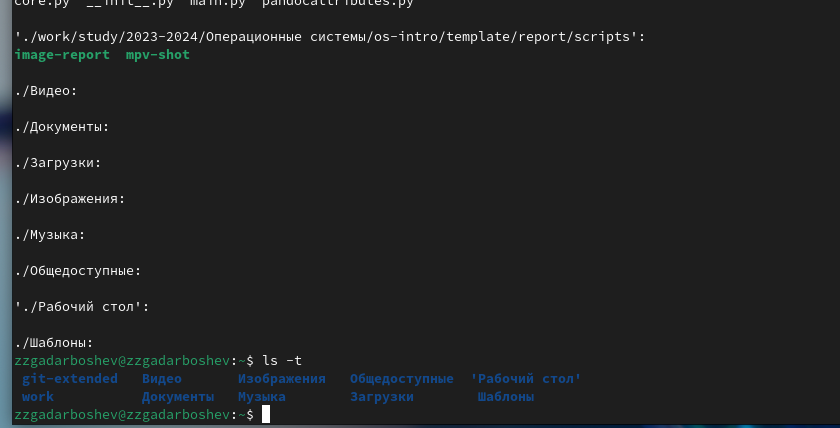 core.py  __init__.py  main.py  pandocattributes.py
'./work/study/2023-2024/Операционные системы/os-intro/template/report/scripts':
image-report  mpv-shot
./Видео:
./Документы:
./Загрузки:
./Изображения:
./Музыка:
./Общедоступные:
'./Рабочий стол':
./Шаблоны:
zzgadarboshev@zzgadarboshev:~$ ls -t
git-extended   Видео       Изображения   Общедоступные  'Рабочий стол'
work           Документы   Музыка        Загрузки        Шаблоны
zzgadarboshev@zzgadarboshev:~$